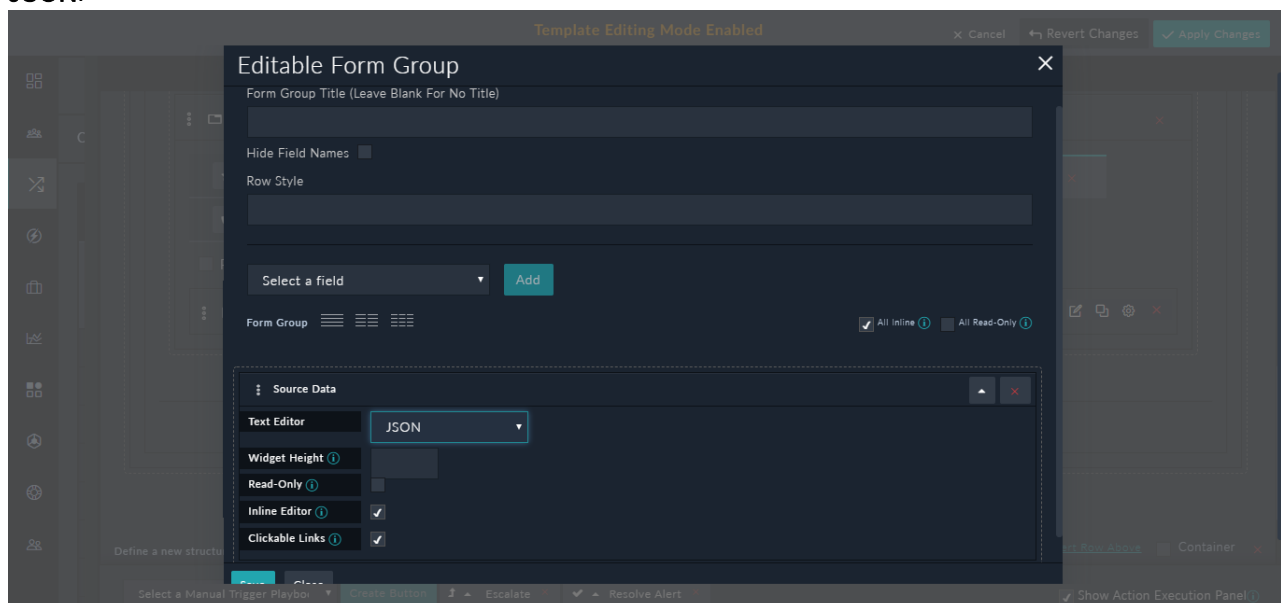 JSON.
Template Editing Mode Enabled
Cancel
Revert Changes
Apply Changes
Editable Form Group
Form Group Title (Leave Blank For No Title)
Hide Field Names
Row Style
Select a field
Add
Form Group
All Inline
All Read-Only
Source Data
Text Editor
JSON
Widget Height
Read-Only
Inline Editor
Clickable Links
Define a new structu
Row Above
Container
Save
Close
Select a Manual Trigger Playbo
Create Button
Escalate
Resolve Alert
Show Action Execution Panel